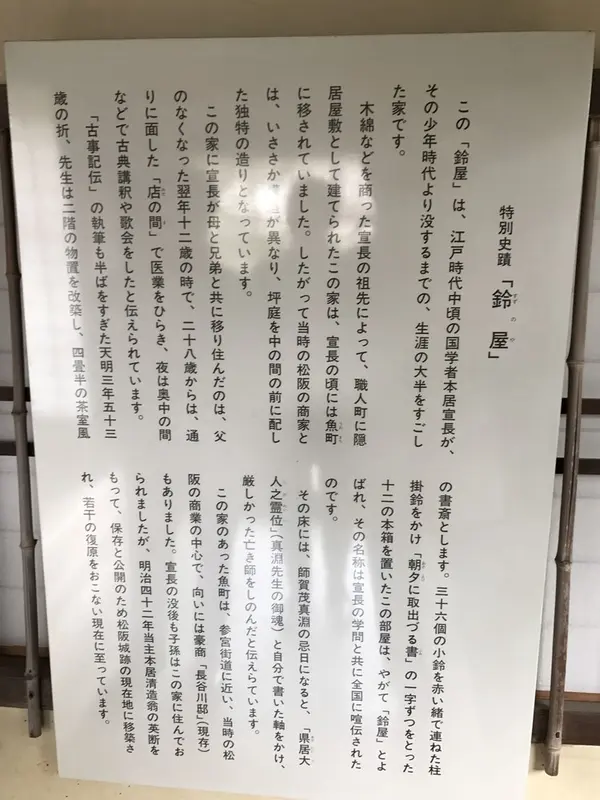 特別史蹟「鈴屋」
この「鈴屋」は、江戸時代中頃の国学者本居宣長が、
その少年時代より没するまでの、生涯の大半をすごし
た家です。
木綿などを商った宣長の祖先によって、職人町に隠
居屋敷として建てられたこの家は、宣長の頃には魚町
に移されていました。したがって当時の松阪の商家と
は、いささか が異なり、坪庭を中の間の前に配し
た独特の造りとなっています。
この家に宣長が母と兄弟と共に移り住んだのは、父
のなくなった翌年十二歳の時で、二十八歳からは、通
りに面した「店の間」で医業をひらき、夜は奥中の間
などで古典講釈や歌会をしたと伝えられています。
「古事記伝」の執筆も半ばをすぎた天明三年五十三
歳の折、先生は二階の物置を改築し、四畳半の茶室風
の書斎とします。三十六個の小鈴を赤い緒で連ねた柱
掛鈴をかけ「朝夕に取出づる書」の一字ずつをとった
十二の本箱を置いたこの部屋は、やがて「鈴屋」とよ
ばれ、その名称は宣長の学問と共に全国に喧伝された
のです。
その床には、師賀茂真淵の忌日になると、「県居大
人之霊位」(真淵先生の御魂)と自分で書いた軸をかけ、
厳しかった亡き師をしのんだと伝えています。
この家のあった魚町は、参宮街道に近い、当時の松
阪の商業の中心で、向いには豪商「長谷川邸」(現存)
もありました。宣長の没後も子孫はこの家に住んでお
られましたが、明治四十二年当主本居清造翁の英断を
もって、保存と公開のため松阪城跡の現在地に移築さ
れ、若干の復原をおこない現在に至っています。